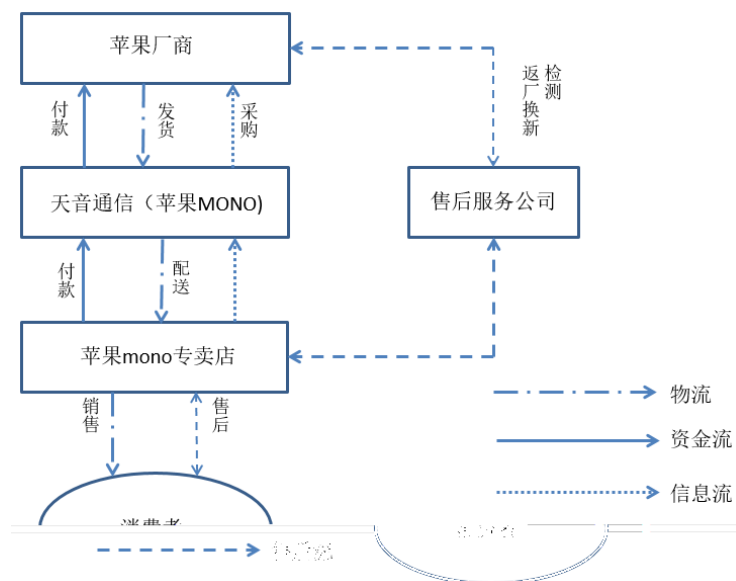 苹果厂商
付款
发货
采购
检测
返厂换新
天音通信（苹果MONO)
售后服务公司
付款
配送
苹果mono专卖店
销售
售后
物流
资金流
信息流